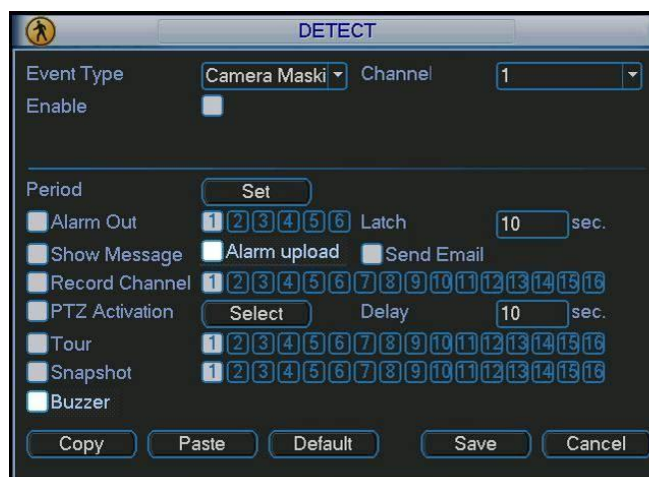 DETECT
Event Type Camera Maski Channel 1
Enable
Period Set
Alarm Out 1 2 3 4 5 6 Latch 10 sec.
Show Message Alarm upload Send Email
Record Channel 1 2 3 4 5 6 7 8 9 10 11 12 13 14 15 16
PTZ Activation Select Delay 10 sec.
Tour 1 2 3 4 5 6 7 8 9 10 11 12 13 14 15 16
Snapshot 1 2 3 4 5 6 7 8 9 10 11 12 13 14 15 16
Buzzer
Copy Paste Default Save Cancel